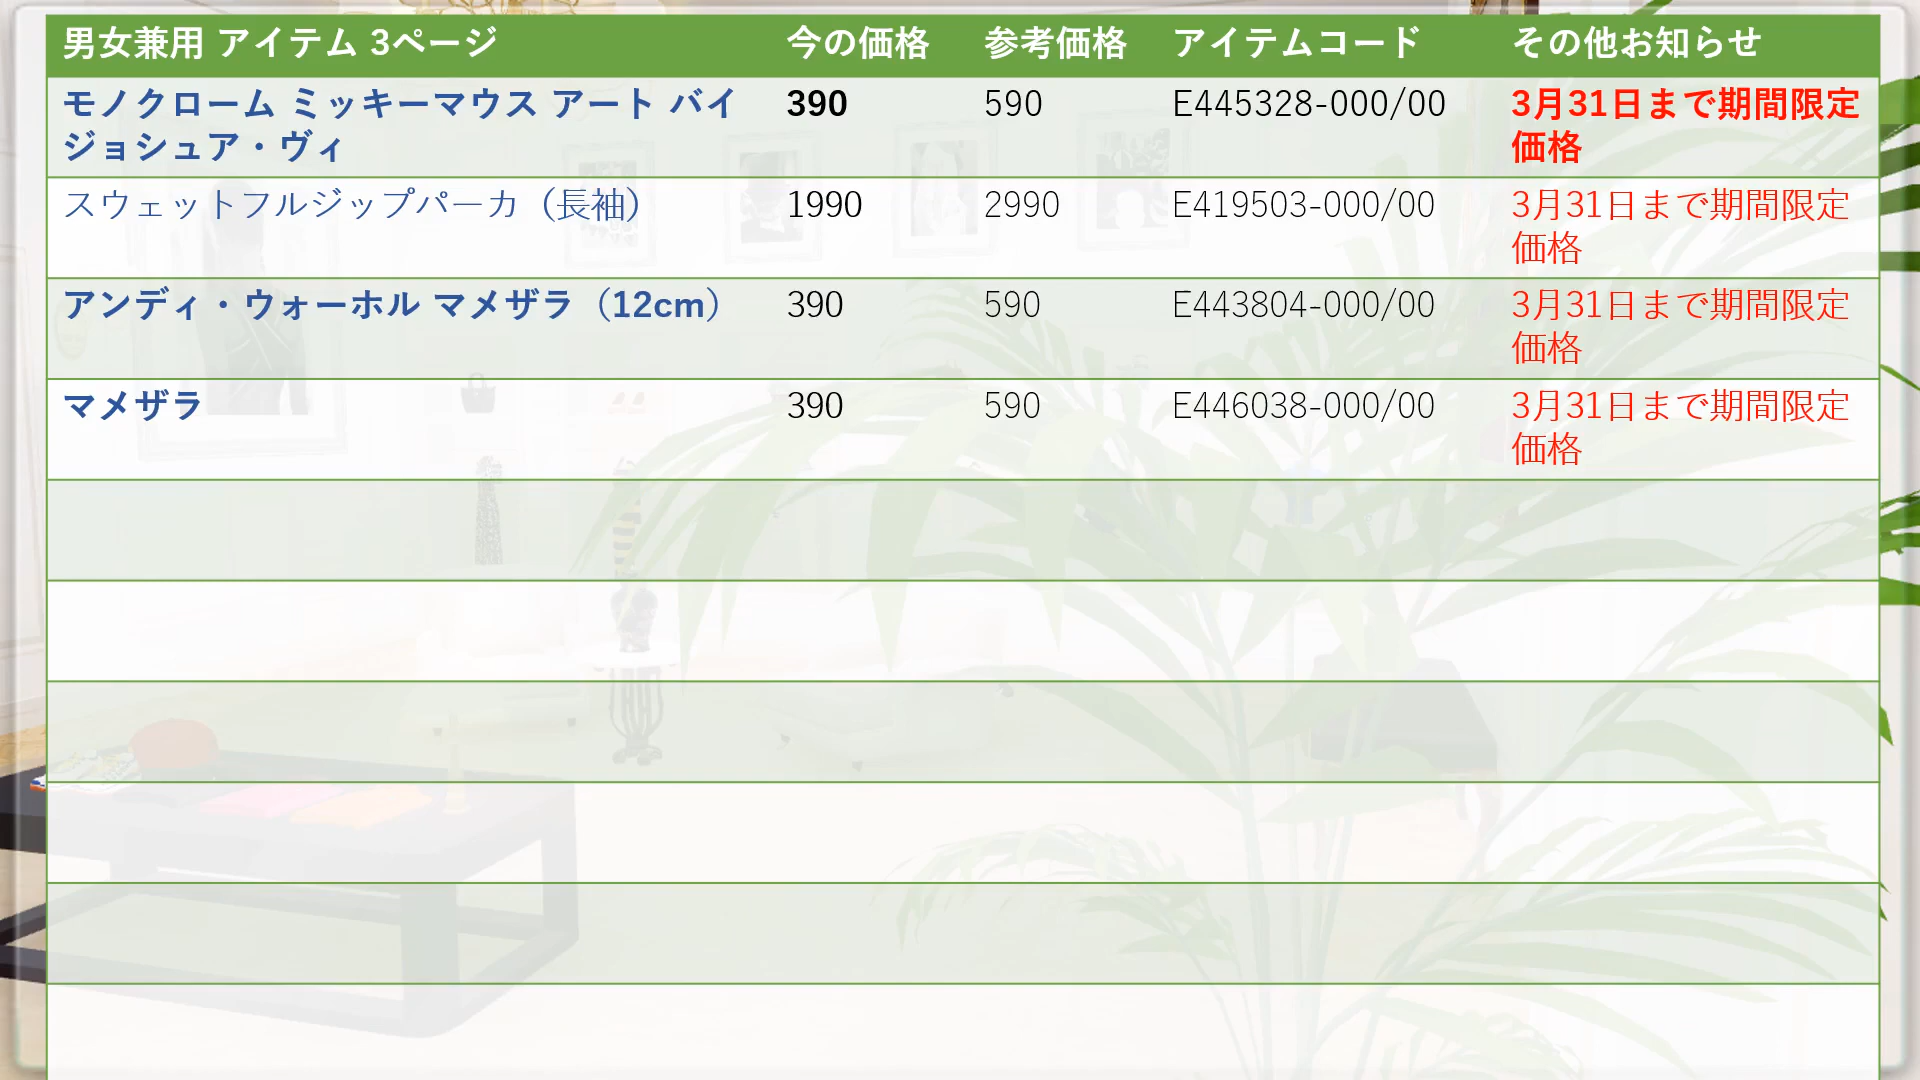 男女兼用 アイテム 3ページ 今の価格 参考価格 アイテムコード その他お知らせ
モノクローム ミッキーマウス アート バイ 390 590 E445328-000/00 3月31日まで期間限定
ジョシュア・ヴィ 価格
スウェットフルジップパーカ（長袖） 1990 2990 E419503-000/00 3月31日まで期間限定
価格
アンディ・ウォーホル マメザラ（12cm） 390 590 E443804-000/00 3月31日まで期間限定
価格
マメザラ 390 590 E446038-000/00 3月31日まで期間限定
価格